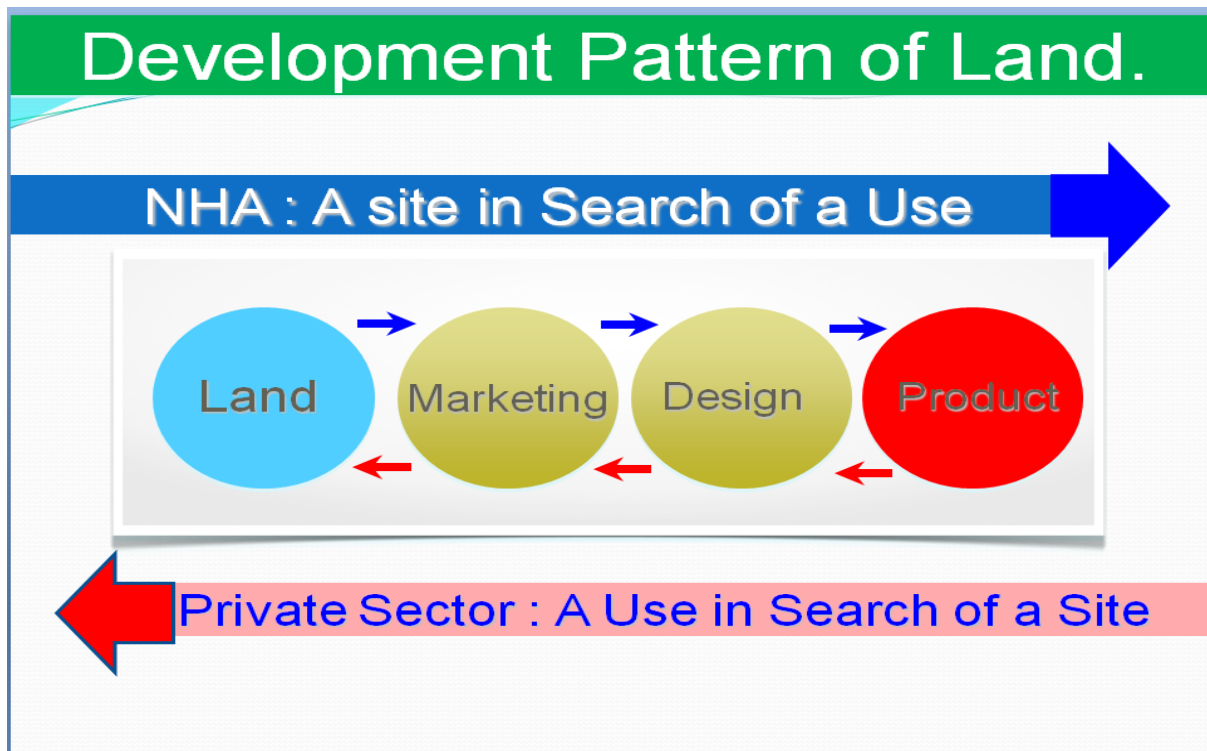 Development Pattern of Land.
NHA : A site in Search of a Use
Land
Marketing
Design
Product
Private Sector : A Use in Search of a Site